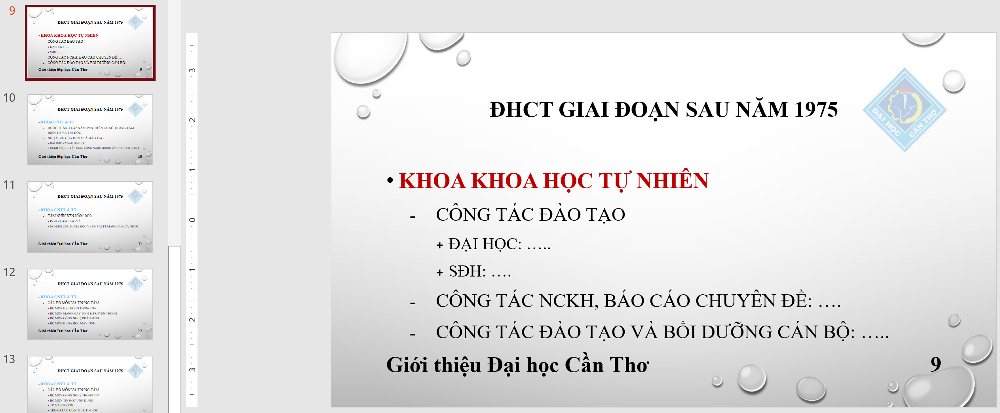 9
ĐHCT GIAI ĐOẠN SAU NĂM 1975
• KHOA KHOA HỌC TỰ NHIÊN
- CÔNG TÁC ĐÀO TẠO
+ ĐẠI HỌC: …..
+ SĐH: ….
- CÔNG TÁC NCKH, BÁO CÁO CHUYÊN ĐỀ: ….
- CÔNG TÁC ĐÀO TẠO VÀ BỒI DƯỠNG CÁN BỘ: …..
Giới thiệu Đại học Cần Thơ 9
10
ĐHCT GIAI ĐOẠN SAU NĂM 1975
• KHOA CNTT & TT
- ĐƯỢC THÀNH LẬP NĂM 1994 TRÊN CƠ SỞ TRUNG TÂM
ĐIỆN TỬ VÀ TIN HỌC
- NHIỆM VỤ CỦA KHOA LÀ ĐÀO TẠO
+ ĐẠI HỌC VÀ SAU ĐẠI HỌC
+ NCKH VÀ CHUYỂN GIAO CÔNG NGHỆ TRONG LĨNH VỰC CNTT&TT
Giới thiệu Đại học Cần Thơ 10
11
ĐHCT GIAI ĐOẠN SAU NĂM 1975
• KHOA CNTT & TT
- TẦM NHÌN ĐẾN NĂM 2020
+ ĐƠN VỊ ĐÀO TẠO VÀ
+ NGHIÊN CỨU KHOA HỌC VỀ CNTT&TT MẠNH CỦA CẢ NƯỚC
Giới thiệu Đại học Cần Thơ 11
12
ĐHCT GIAI ĐOẠN SAU NĂM 1975
• KHOA CNTT & TT
- CÁC BỘ MÔN VÀ TRUNG TÂM
+ BỘ MÔN HỆ THỐNG THÔNG TIN
+ BỘ MÔN MẠNG MÁY TÍNH & TRUYỀN THÔNG
+ BỘ MÔN CÔNG NGHỆ PHẦN MỀM
+ BỘ MÔN KHOA HỌC MÁY TÍNH
Giới thiệu Đại học Cần Thơ 12
13
ĐHCT GIAI ĐOẠN SAU NĂM 1975
• KHOA CNTT & TT
- CÁC BỘ MÔN VÀ TRUNG TÂM
+ BỘ MÔN CÔNG NGHỆ THÔNG TIN
+ BỘ MÔN TIN HỌC ỨNG DỤNG
+ TỔ VĂN PHÒNG
+ TRUNG TÂM ĐIỆN TỬ & TIN HỌC
3
2
1
0
1
2
3
ĐHCT GIAI ĐOẠN SAU NĂM 1975
ĐẠI HỌC CẦN THƠ
• KHOA KHOA HỌC TỰ NHIÊN
- CÔNG TÁC ĐÀO TẠO
+ ĐẠI HỌC: …..
+ SĐH: ….
- CÔNG TÁC NCKH, BÁO CÁO CHUYÊN ĐỀ: ….
- CÔNG TÁC ĐÀO TẠO VÀ BỒI DƯỠNG CÁN BỘ: …..
Giới thiệu Đại học Cần Thơ 9